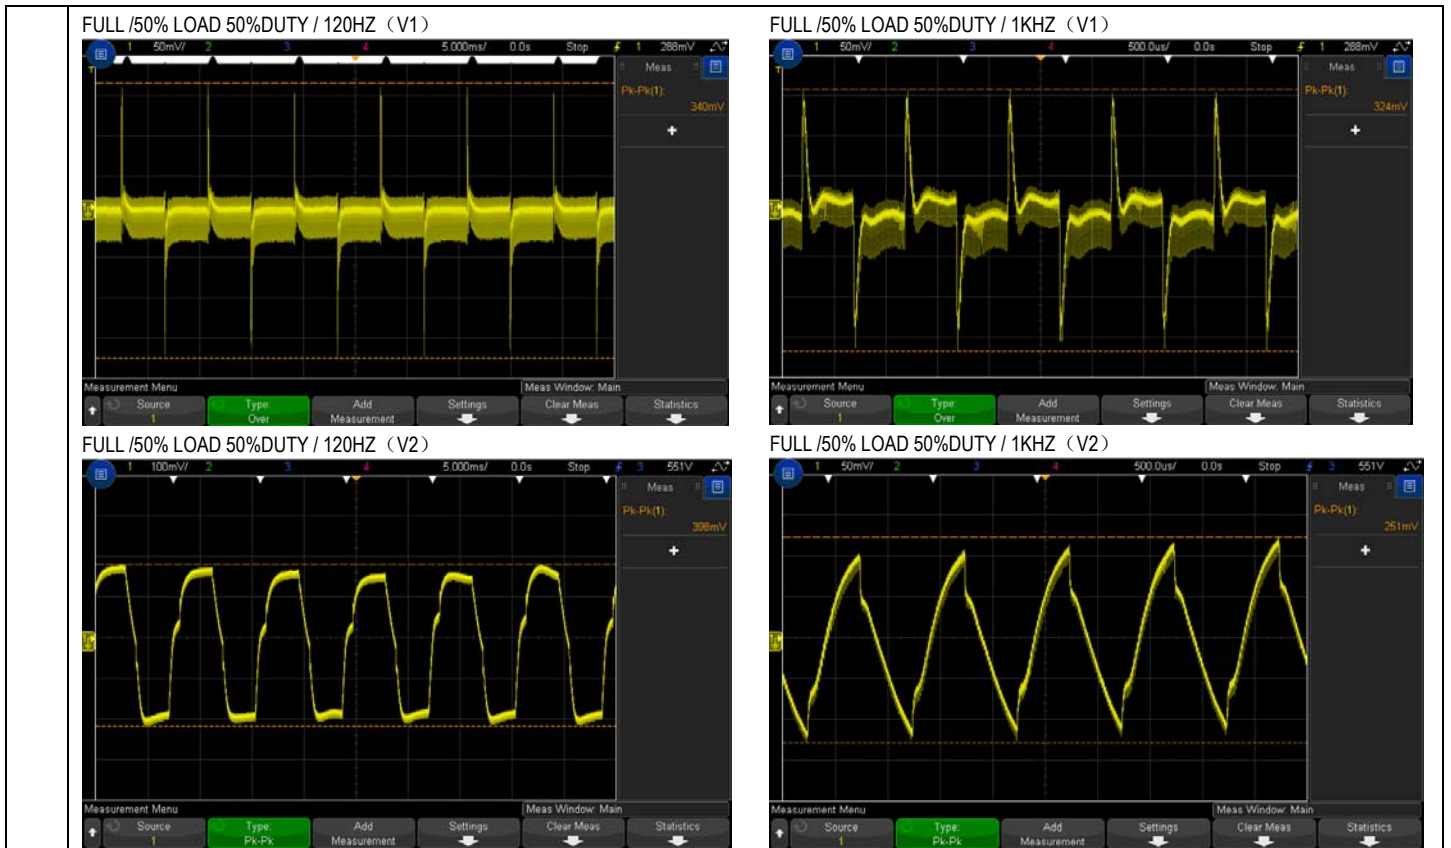 FULL /50% LOAD 50%DUTY / 120HZ（V1）
1 50mV/ 2 3 4 5.000ms/ 0.0s Stop 1 288mV
Meas
Pk-Pk(1):
340mV
+
Measurement Menu
Meas Window: Main
Source
1
Type:
Over
Add
Measurement
Settings
Clear Meas
Statistics
FULL /50% LOAD 50%DUTY / 1KHZ（V1）
1 50mV/ 2 3 4 500.0us/ 0.0s Stop 1 288mV
Meas
Pk-Pk(1):
324mV
+
Measurement Menu
Meas Window: Main
Source
1
Type:
Over
Add
Measurement
Settings
Clear Meas
Statistics
FULL /50% LOAD 50%DUTY / 120HZ（V2）
1 100mV/ 2 3 4 5.000ms/ 0.0s Stop 3 551V
Meas
Pk-Pk(1):
398mV
+
Measurement Menu
Meas Window: Main
Source
1
Type:
Pk-Pk
Add
Measurement
Settings
Clear Meas
Statistics
FULL /50% LOAD 50%DUTY / 1KHZ（V2）
1 50mV/ 2 3 4 500.0us/ 0.0s Stop 3 551V
Meas
Pk-Pk(1):
251mV
+
Measurement Menu
Meas Window: Main
Source
1
Type:
Pk-Pk
Add
Measurement
Settings
Clear Meas
Statistics